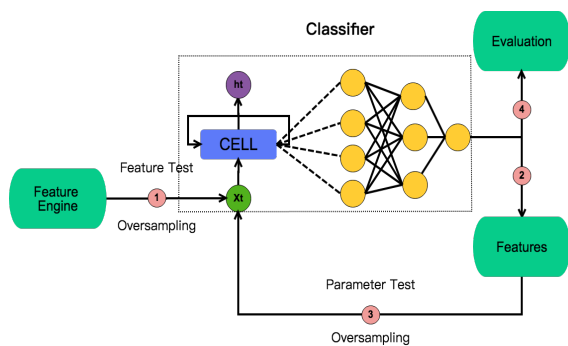 Classifier
Evaluation
ht
4
CELL
Feature Test
2
Feature
Engine
1
Xt
Oversampling
Features
Parameter Test
3
Oversampling